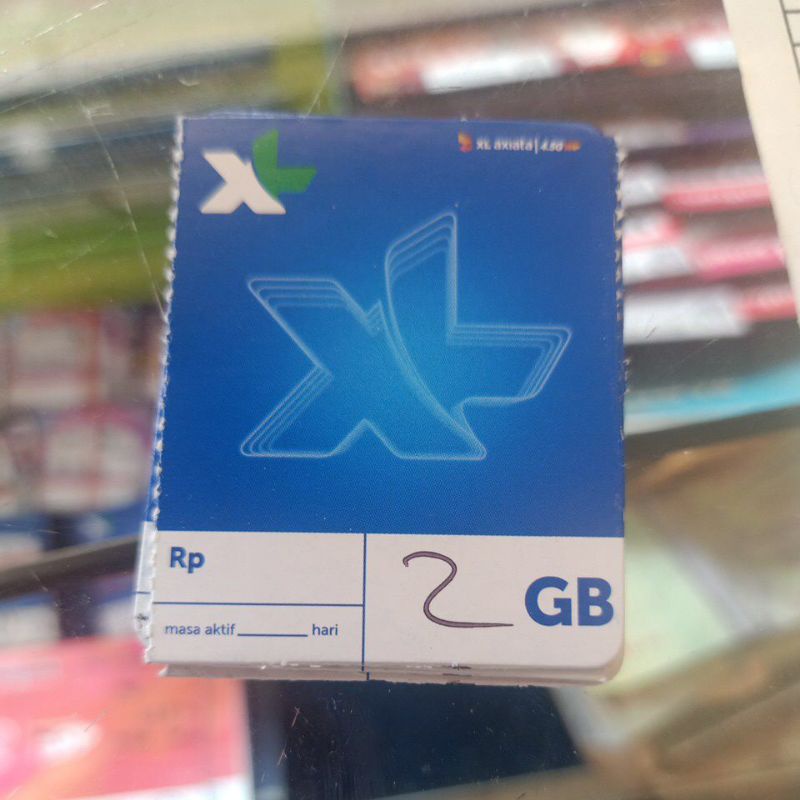 XL
XL axiata | 4.5G
XL
Rp
2 GB
masa aktif ________ hari